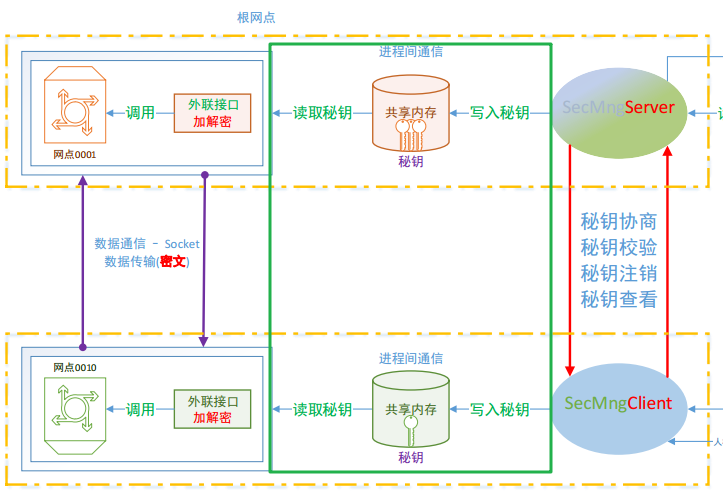 根网点
进程间通信
外联接口
加解密
调用
读取秘钥
共享内存
写入秘钥
SecMngServer
网点0001
秘钥
数据通信 – Socket
数据传输(密文)
秘钥协商
秘钥校验
秘钥注销
秘钥查看
网点0010
进程间通信
外联接口
加解密
调用
读取秘钥
共享内存
写入秘钥
SecMngClient
秘钥
人